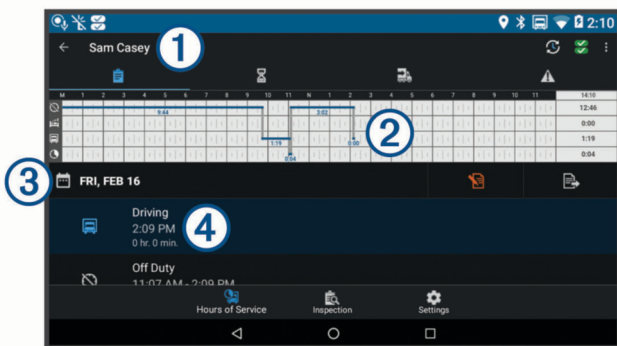 2:10
Sam Casey
1
M 1 2 3 4 5 6 7 8 9 10 11 N 1 2 3 4 5 6 7 8 9 10 11 14:10
9:44 3:02 12:46
0:00
1:19 0:00 1:19
0:04 0:04
2
3
FRI, FEB 16
Driving
2:09 PM
0 hr. 0 min.
4
Off Duty
11:07 AM - 2:09 PM
Hours of Service Inspection Settings